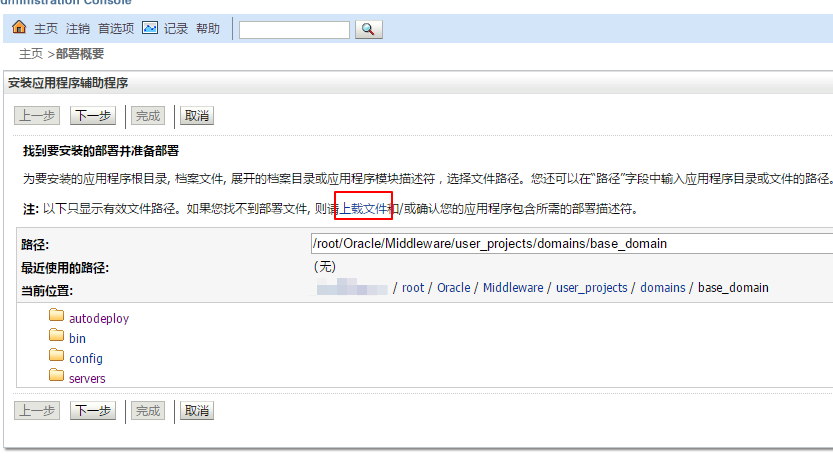 dministration Console
主页 注销 首选项 记录 帮助
主页 >部署概要
安装应用程序辅助程序
上一步 下一步 完成 取消
找到要安装的部署并准备部署
为要安装的应用程序根目录, 档案文件, 展开的档案目录或应用程序模块描述符，选择文件路径。您还可以在“路径”字段中输入应用程序目录或文件的路径。
注: 以下只显示有效文件路径。如果您找不到部署文件, 则请上载文件和/或确认您的应用程序包含所需的部署描述符。
路径: /root/Oracle/Middleware/user_projects/domains/base_domain
最近使用的路径: (无)
当前位置: / root / Oracle / Middleware / user_projects / domains / base_domain
autodeploy
bin
config
servers
上一步 下一步 完成 取消